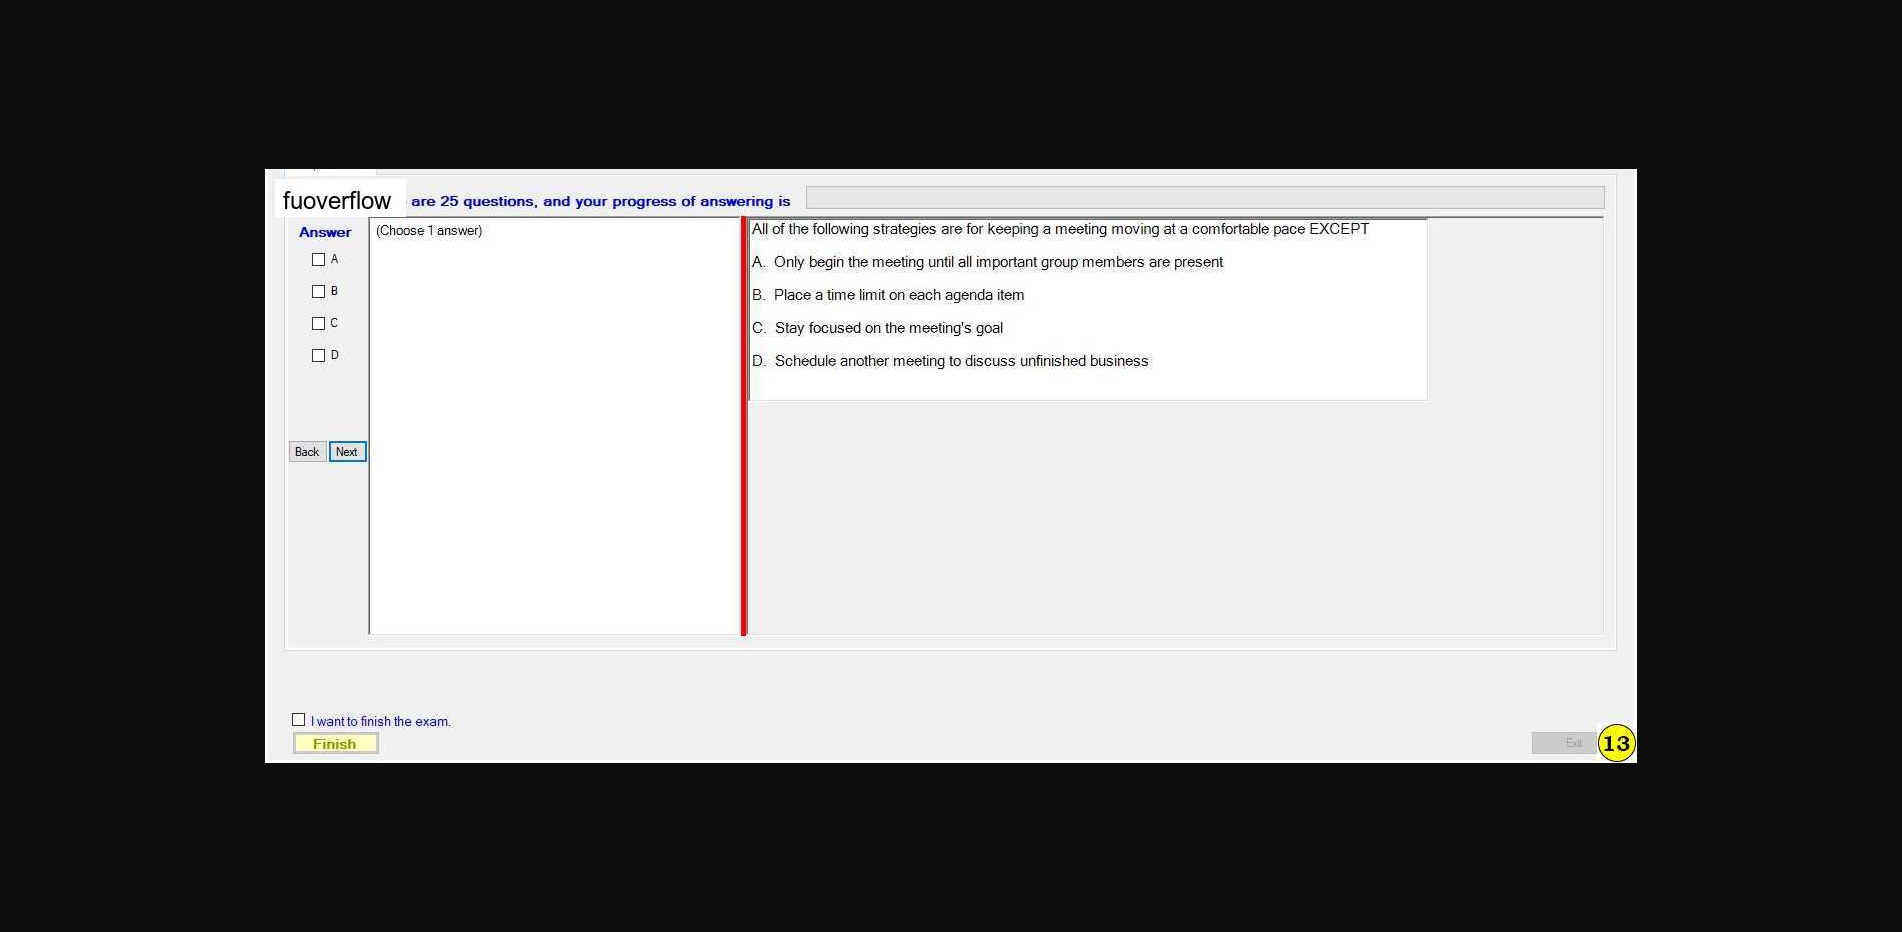 fuoverflow are 25 questions, and your progress of answering is
Answer
A
B
C
D
Back Next
(Choose 1 answer)
All of the following strategies are for keeping a meeting moving at a comfortable pace EXCEPT
A. Only begin the meeting until all important group members are present
B. Place a time limit on each agenda item
C. Stay focused on the meeting's goal
D. Schedule another meeting to discuss unfinished business
I want to finish the exam.
Finish
Exit
13